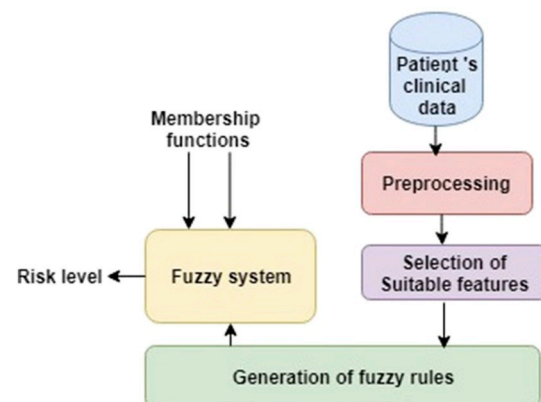 Patient 's
clinical
data
Membership
functions
Preprocessing
Selection of
Suitable features
Risk level
Fuzzy system
Generation of fuzzy rules